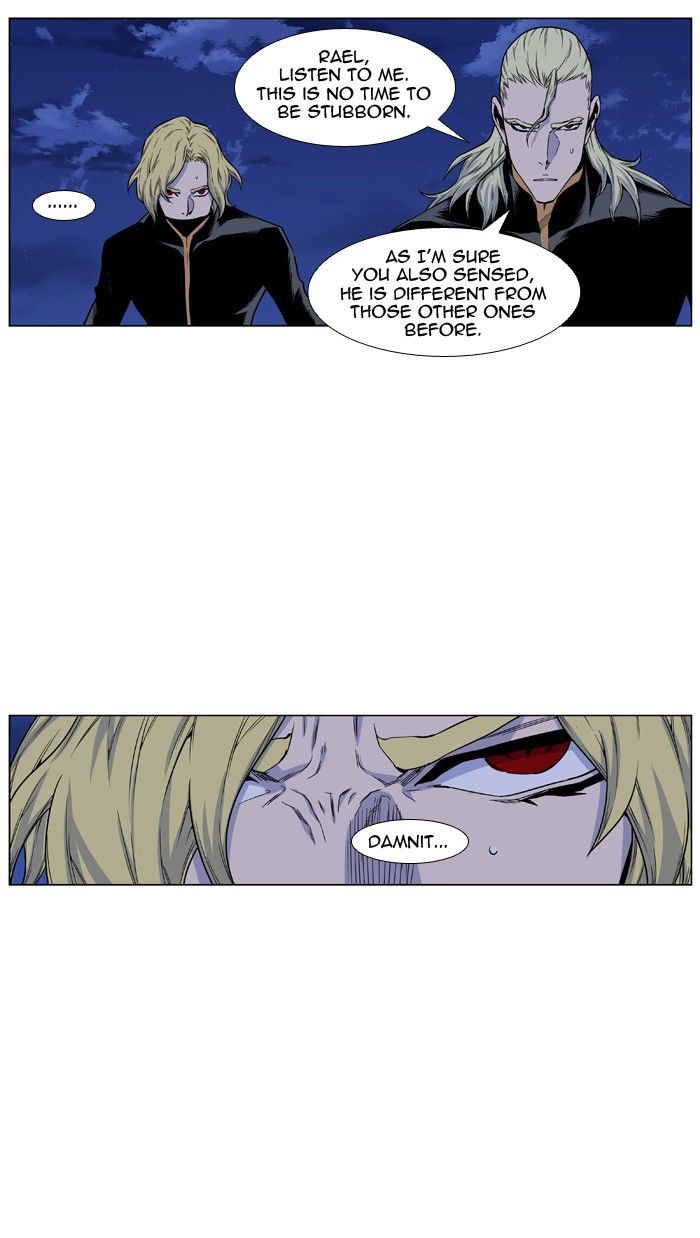 RAEL,
LISTEN TO ME.
THIS IS NO TIME TO
BE STUBBORN.
......
AS I'M SURE
YOU ALSO SENSED,
HE IS DIFFERENT FROM
THOSE OTHER ONES
BEFORE.
DAMNIT...